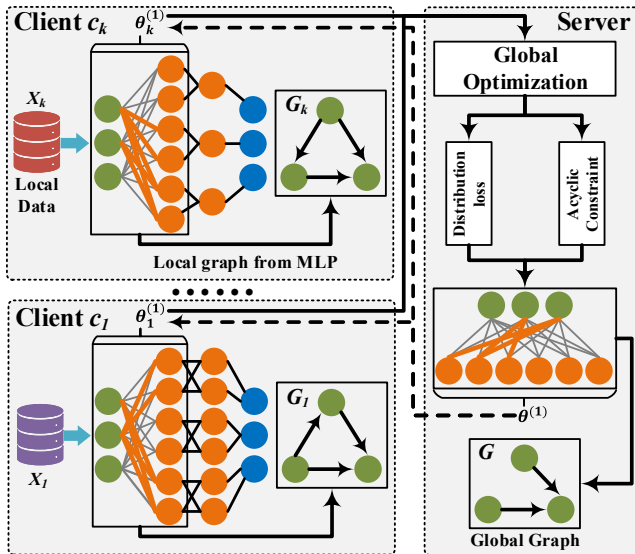 Client c_k
θ_k^(1)
X_k
Local
Data
G_k
Local graph from MLP
Client c_1
θ_1^(1)
X_1
G_1
Server
Global
Optimization
Distribution
loss
Acyclic
Constraint
θ^(1)
G
Global Graph